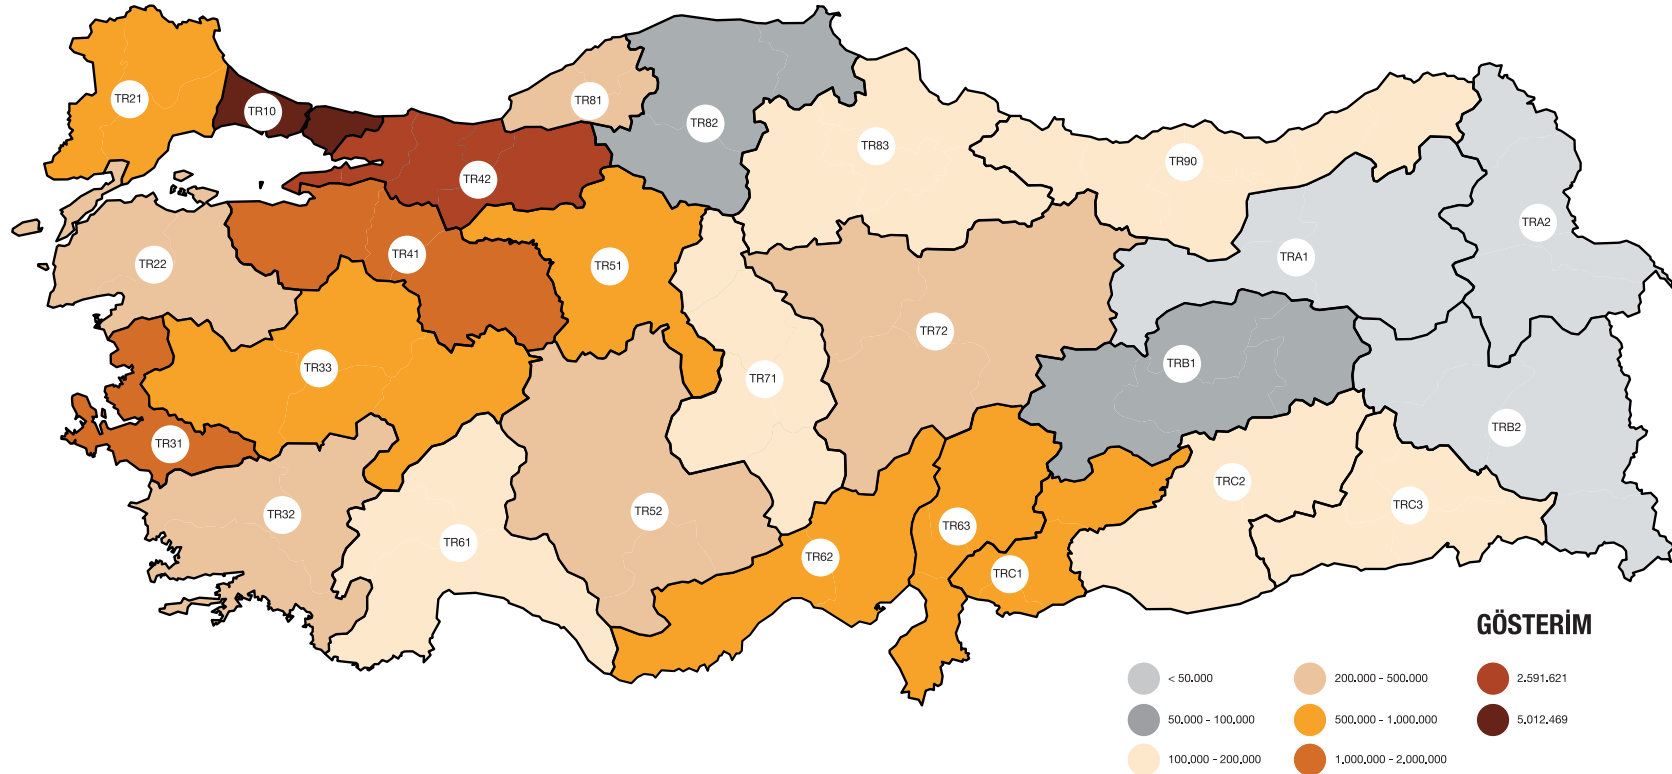 TR21
TR10
TR81
TR82
TR83
TR90
TR42
TRA2
TR22
TR41
TR51
TRA1
TR72
TR33
TR71
TRB1
TR31
TRB2
TR32
TR52
TRC2
TRC3
TR61
TR62
TR63
TRC1
GÖSTERİM
< 50.000
50.000 - 100.000
100.000 - 200.000
200.000 - 500.000
500.000 - 1.000.000
1.000.000 - 2.000.000
2.591.621
5.012.469